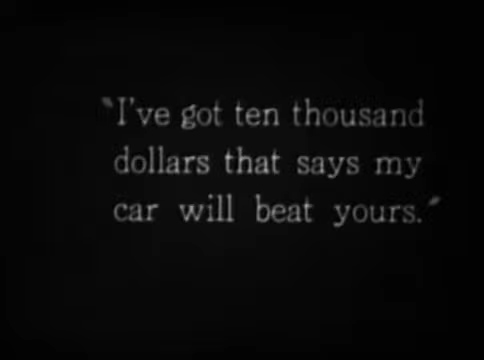 "I've got ten thousand
dollars that says my
car will beat yours."